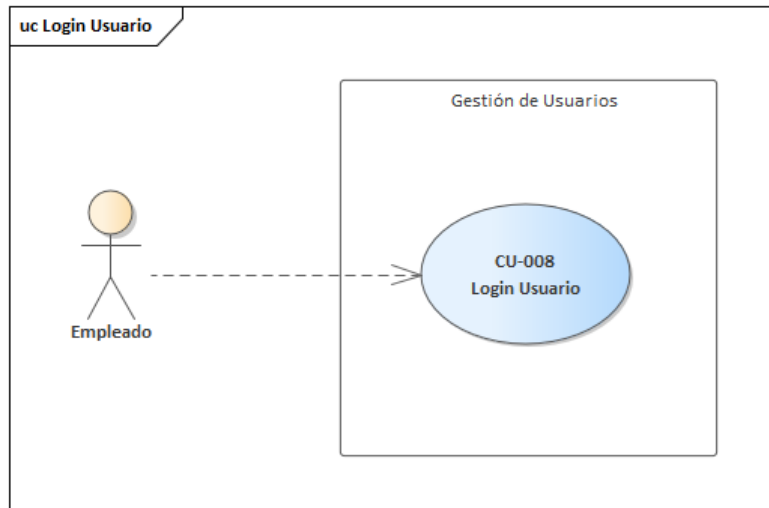 uc Login Usuario
Gestión de Usuarios
CU-008
Login Usuario
Empleado